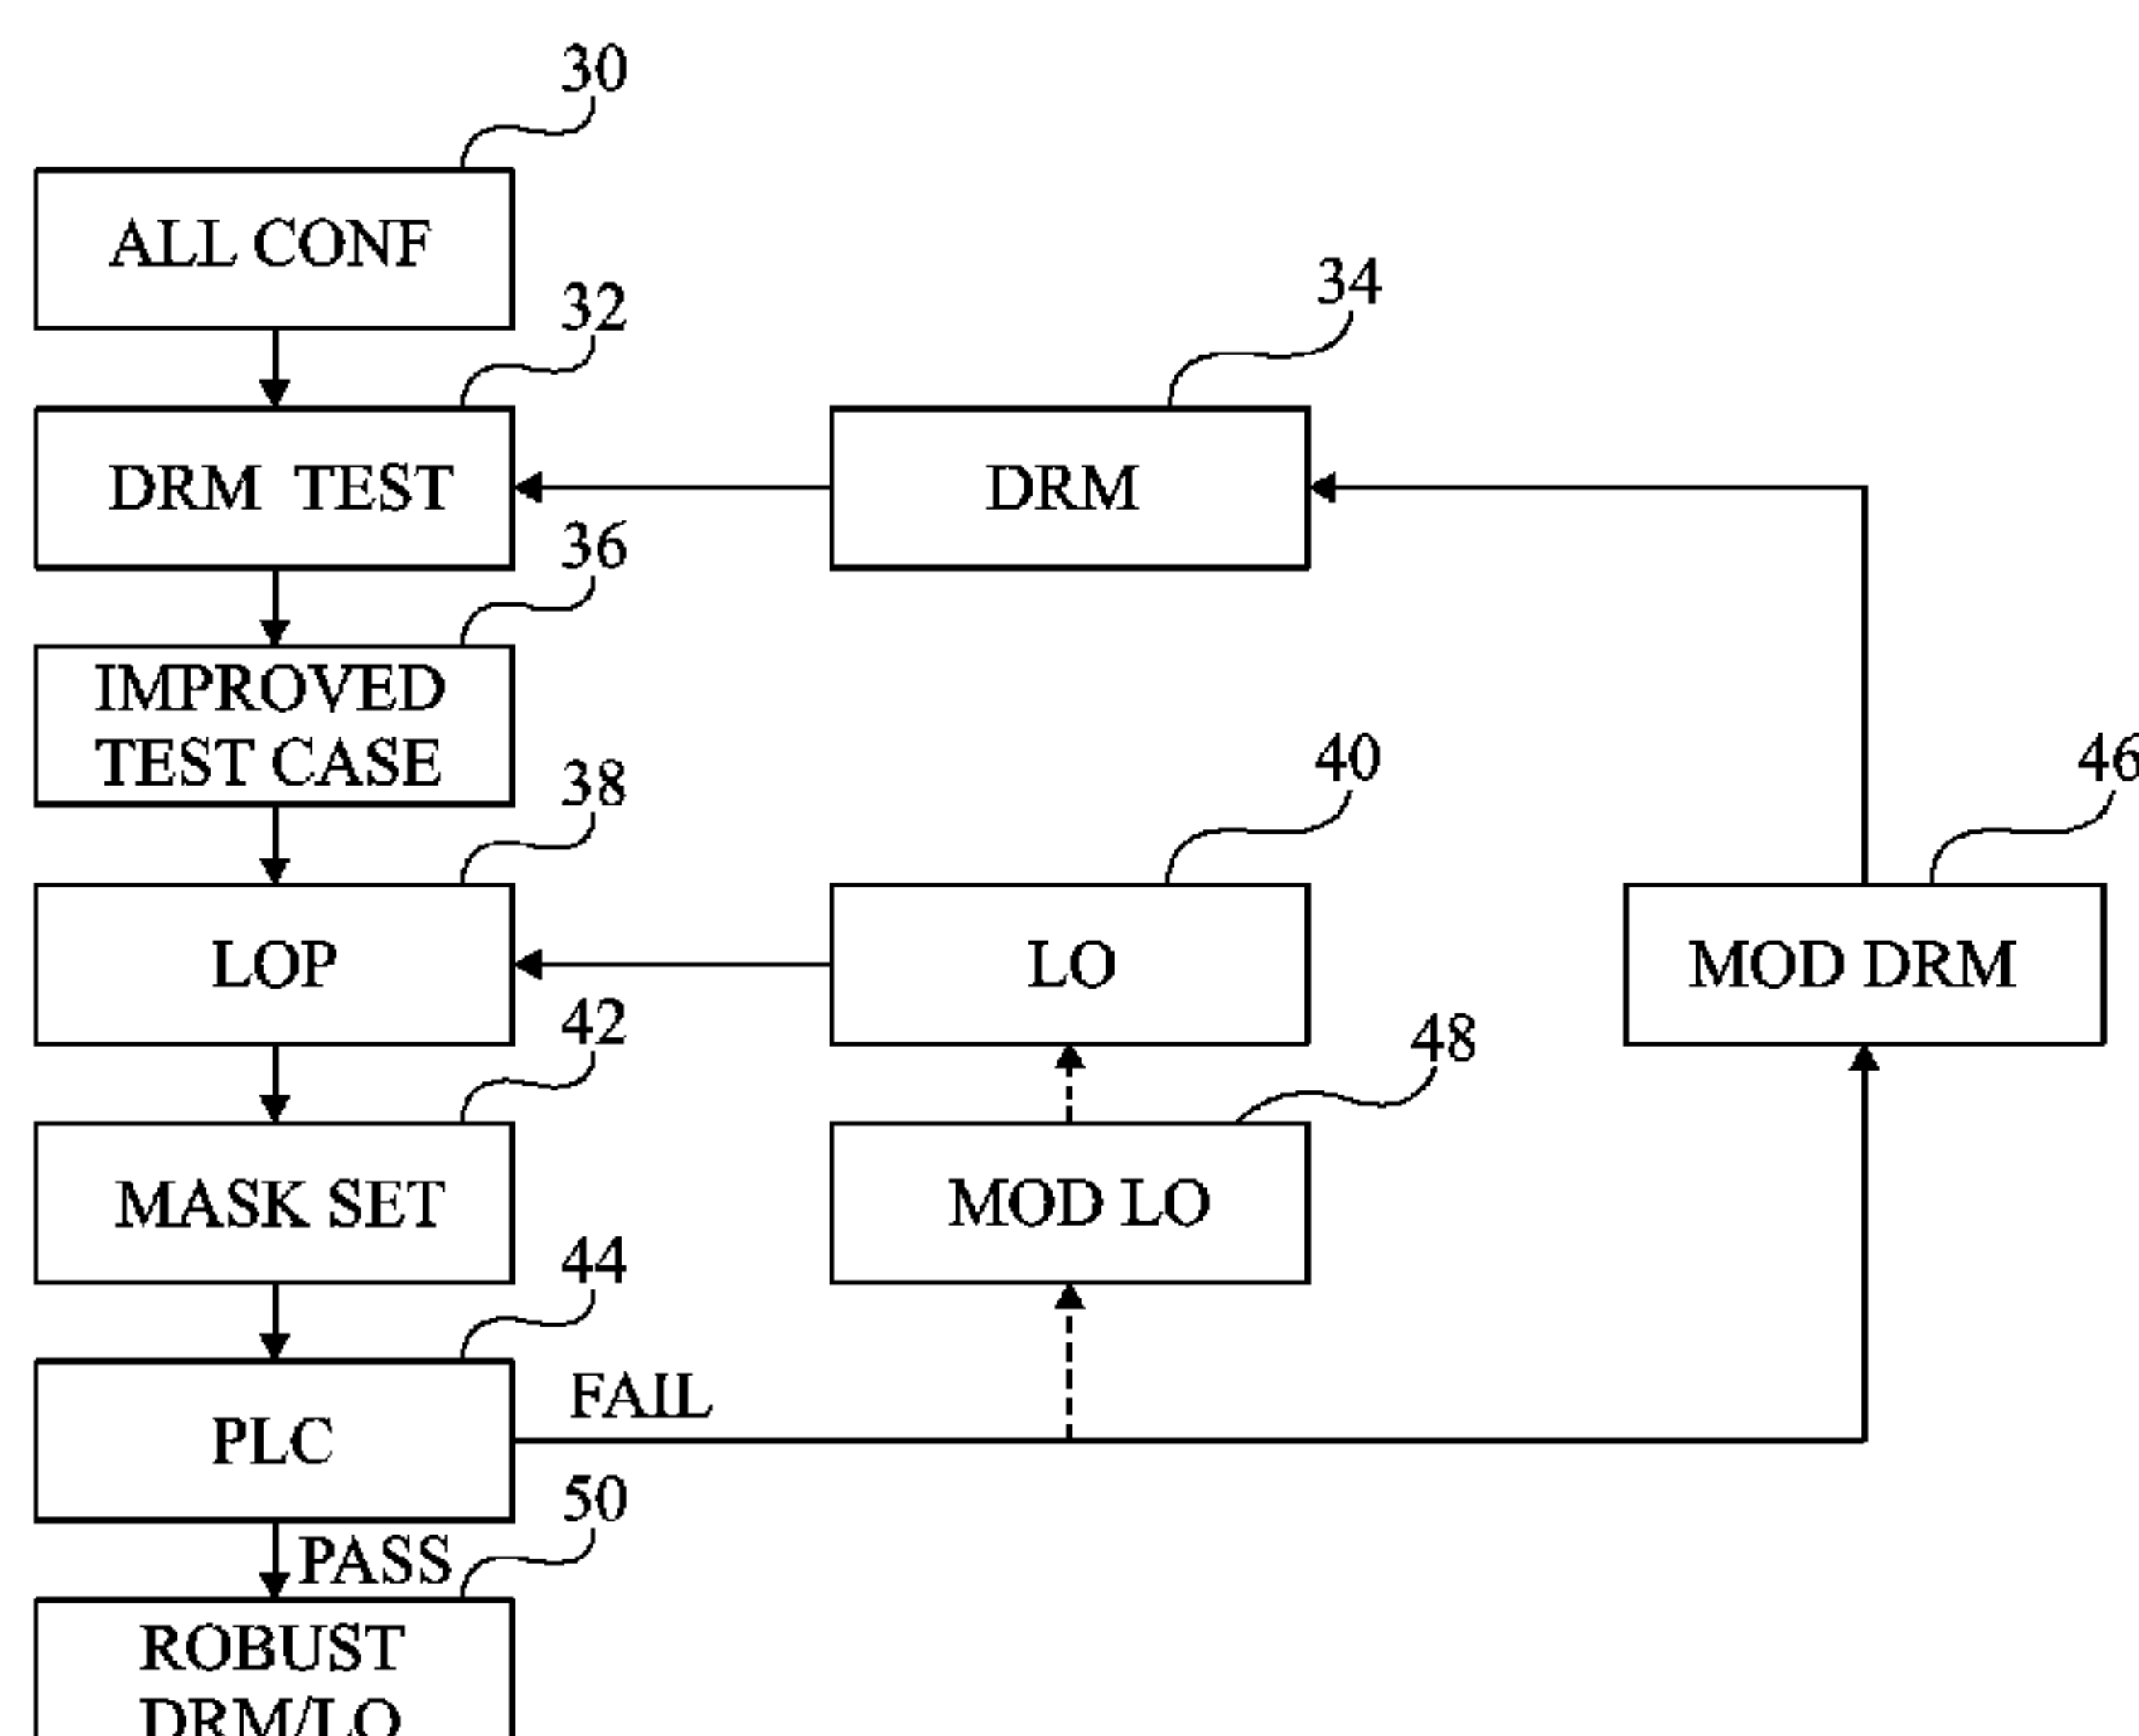 30
ALL CONF
32
34
DRM TEST
DRM
36
IMPROVED
TEST CASE
38
40
46
LOP
LO
MOD DRM
42
48
MASK SET
MOD LO
44
FAIL
PLC
50
PASS
ROBUST
DRM/LO